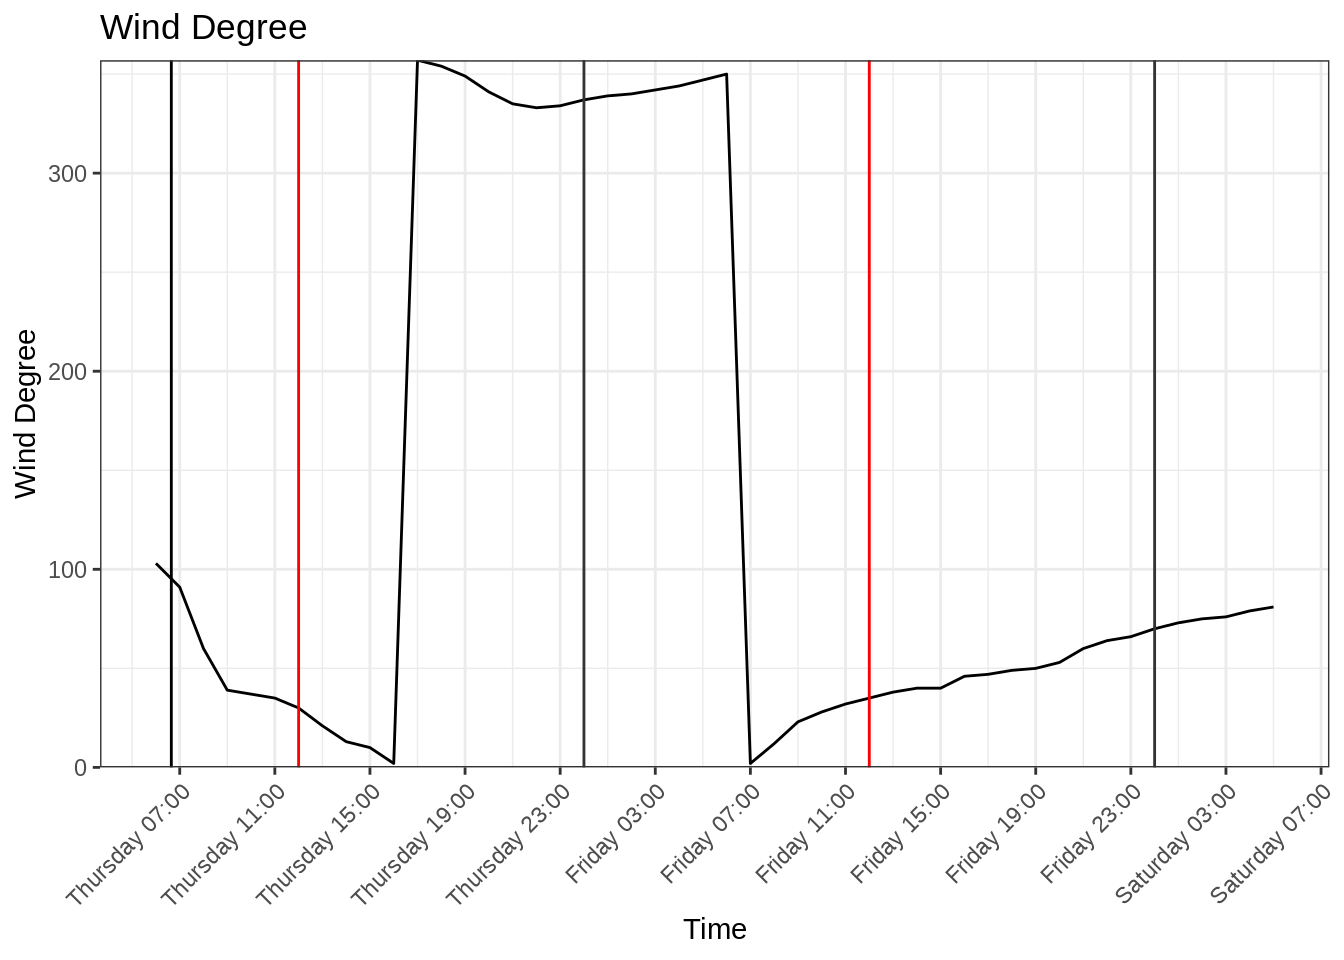 Wind Degree
Wind Degree
300
200
100
0
Thursday 07:00
Thursday 11:00
Thursday 15:00
Thursday 19:00
Thursday 23:00
Friday 03:00
Friday 07:00
Friday 11:00
Friday 15:00
Friday 19:00
Friday 23:00
Saturday 03:00
Saturday 07:00
Time